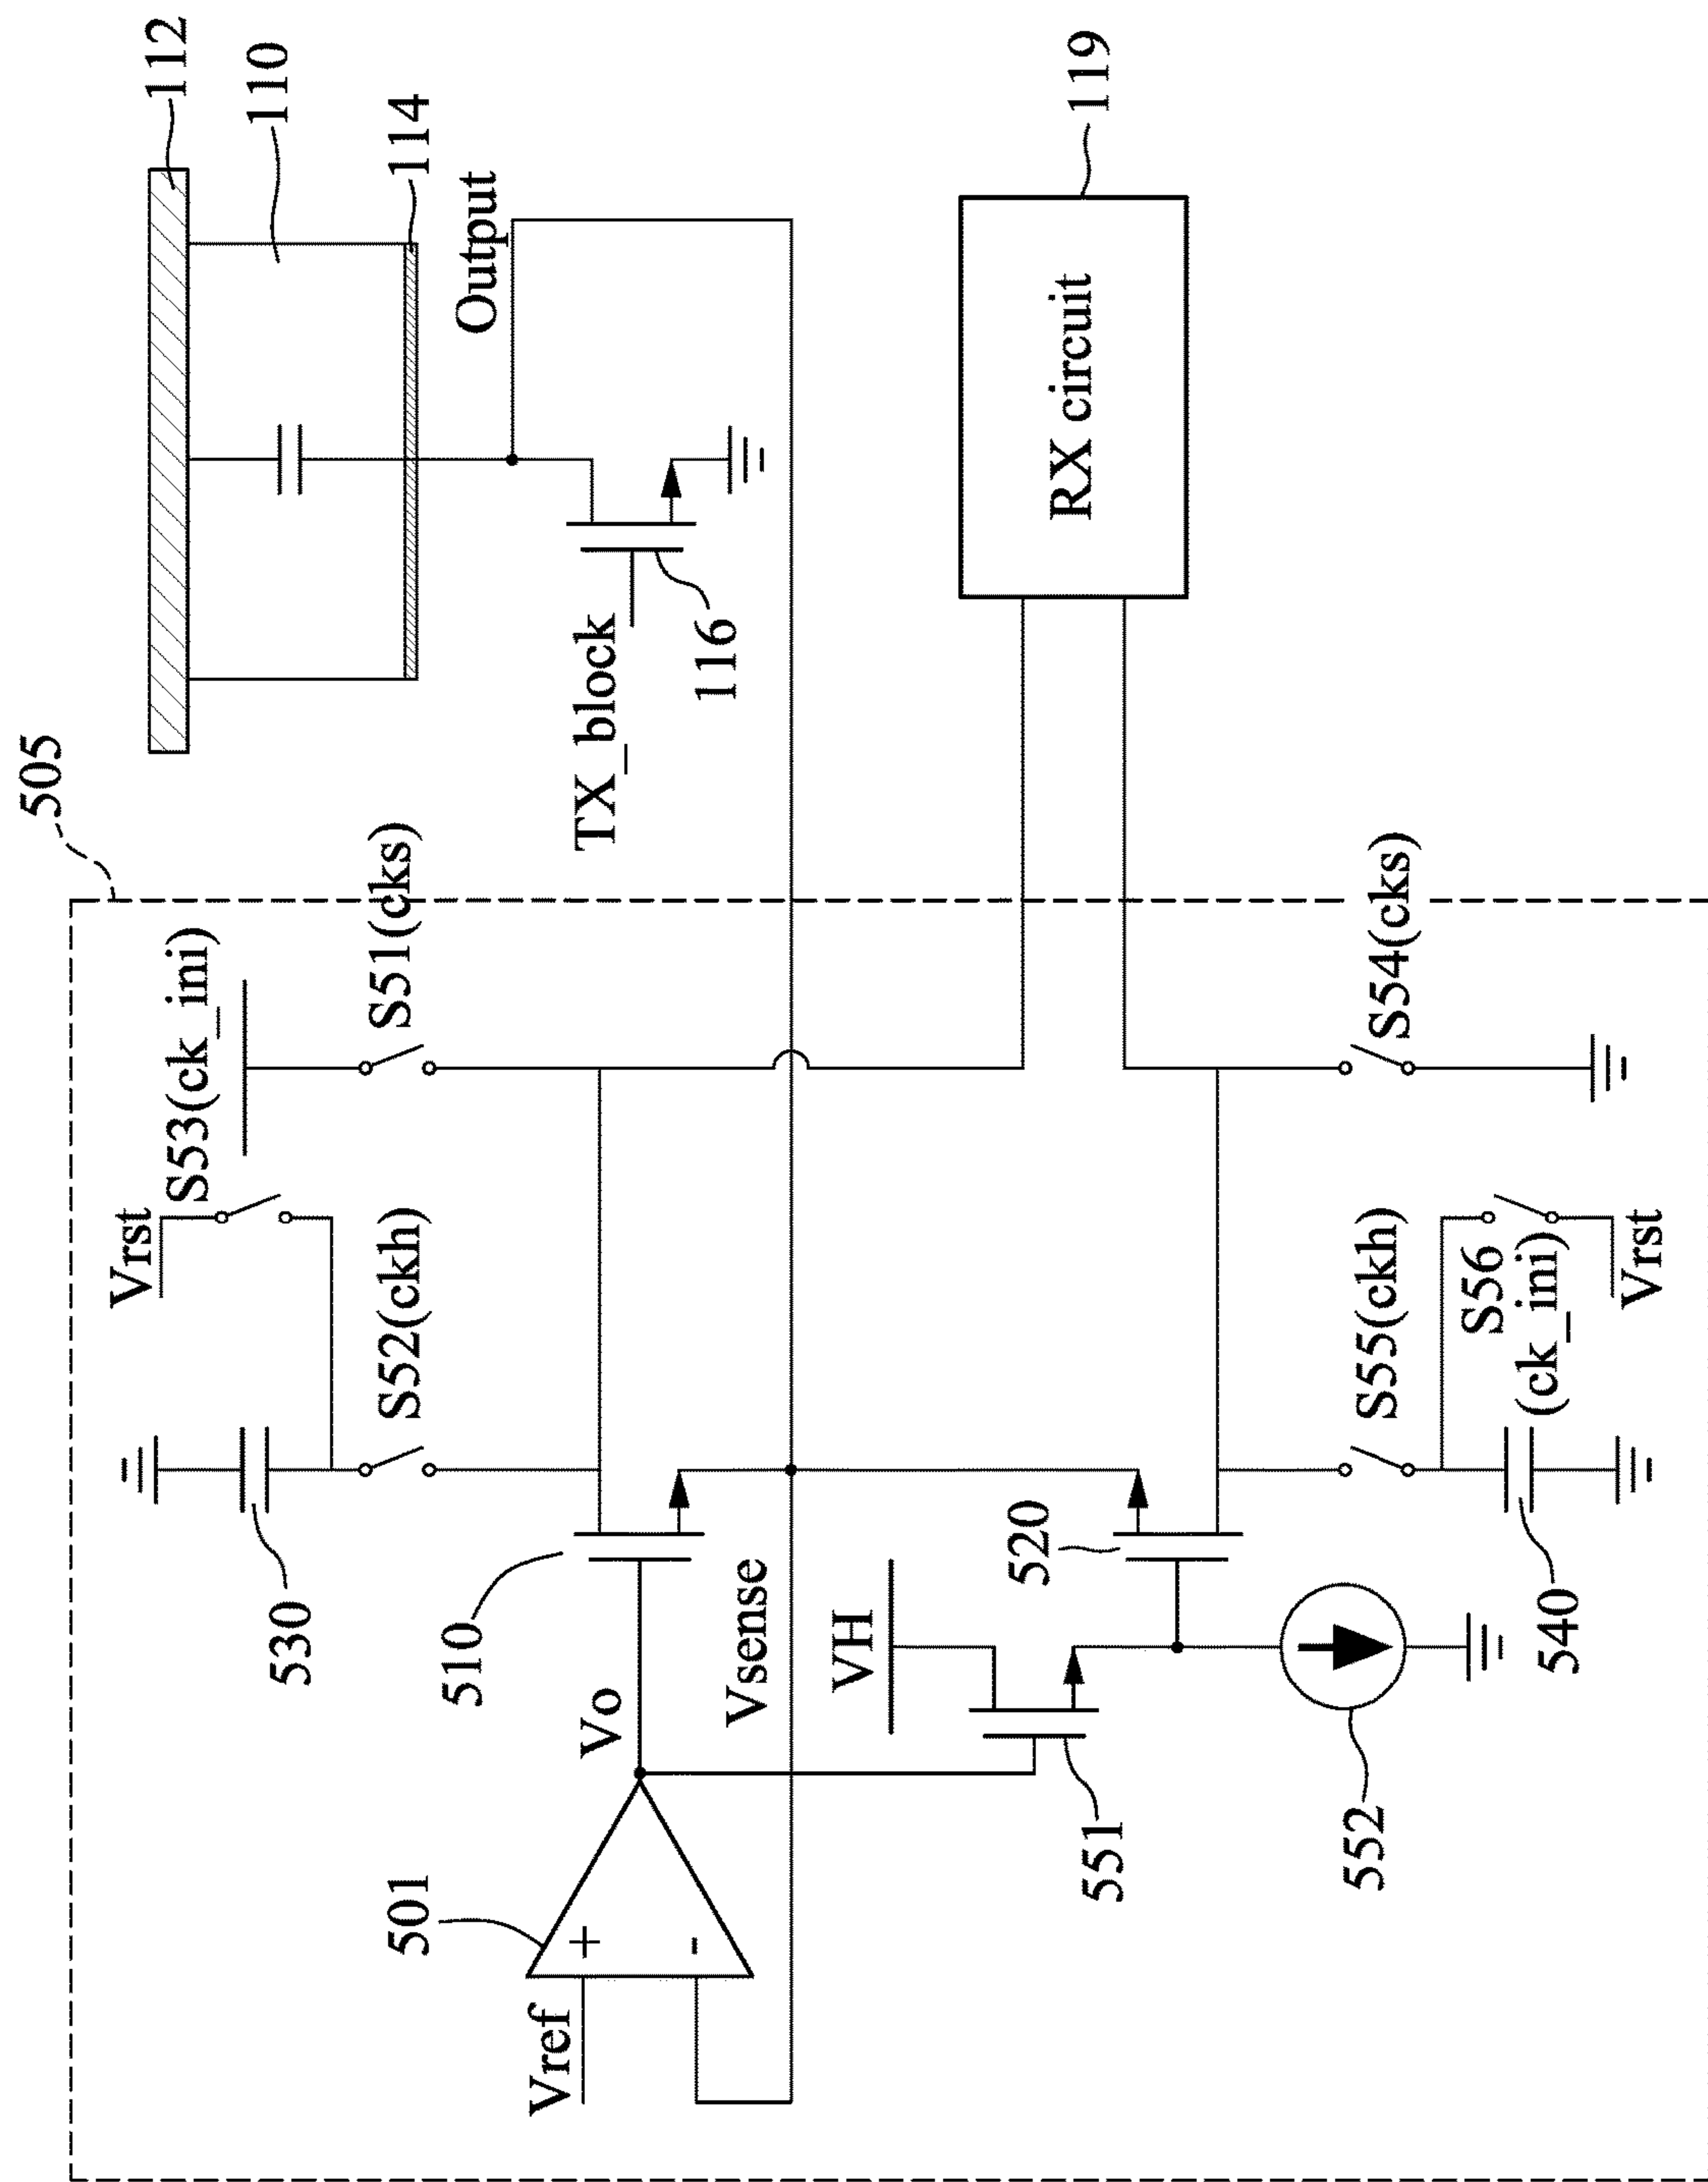 505
112
110
114
Output
TX_block
116
119
RX circuit
Vrst
S53(ck_ini)
S51(cks)
530
S52(ckh)
510
Vo
Vsense
501
+
-
Vref
VH
520
551
552
540
S55(ckh)
S56
(ck_ini)
Vrst
S54(cks)